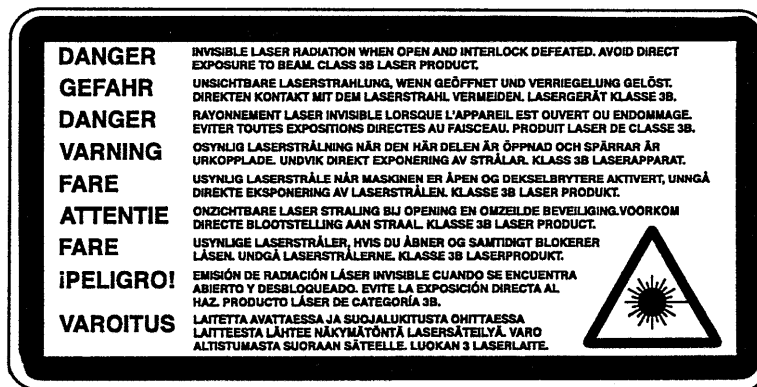 DANGER INVISIBLE LASER RADIATION WHEN OPEN AND INTERLOCK DEFEATED. AVOID DIRECT
EXPOSURE TO BEAM. CLASS 3B LASER PRODUCT.
GEFAHR UNSICHTBARE LASERSTRAHLUNG, WENN GEÖFFNET UND VERRIEGELUNG GELÖST.
DIREKTEN KONTAKT MIT DEM LASERSTRAHL VERMEIDEN. LASERGERÄT KLASSE 3B.
DANGER RAYONNEMENT LASER INVISIBLE LORSQUE L'APPAREIL EST OUVERT OU ENDOMMAGE.
EVITER TOUTES EXPOSITIONS DIRECTES AU FAISCEAU. PRODUIT LASER DE CLASSE 3B.
VARNING OSYNLIG LASERSTRÅLNING NÄR DEN HÄR DELEN ÄR ÖPPNAD OCH SPÄRRAR ÄR
URKOPPLADE. UNDVIK DIREKT EXPONERING AV STRÅLAR. KLASS 3B LASERAPPARAT.
FARE USYNLIG LASERSTRÅLE NÅR MASKINEN ER ÅPEN OG DEKSELBRYTERE AKTIVERT, UNNGÅ
DIREKTE EKSPONERING AV LASERSTRÅLEN. KLASSE 3B LASER PRODUKT.
ATTENTIE ONZICHTBARE LASER STRALING BIJ OPENING EN OMZEILDE BEVEILIGING.VOORKOM
DIRECTE BLOOTSTELLING AAN STRAAL. KLASSE 3B LASER PRODUCT.
FARE USYNLIGE LASERSTRÅLER, HVIS DU ÅBNER OG SAMTIDIGT BLOKERER
LÅSEN. UNDGÅ LASERSTRÅLERNE. KLASSE 3B LASERPRODUKT.
¡PELIGRO! EMISIÓN DE RADIACIÓN LÁSER INVISIBLE CUANDO SE ENCUENTRA
ABIERTO Y DESBLOQUEADO. EVITE LA EXPOSICIÓN DIRECTA AL
HAZ. PRODUCTO LÁSER DE CATEGORÍA 3B.
VAROITUS LAITETTA AVATTAESSA JA SUOJALUKITUSTA OHITTAESSA
LAITTEESTA LÄHTEE NÄKYMÄTÖNTÄ LASERSÄTEILYÄ. VARO
ALTISTUMASTA SUORAAN SÄTEELLE. LUOKAN 3 LASERLAITE.